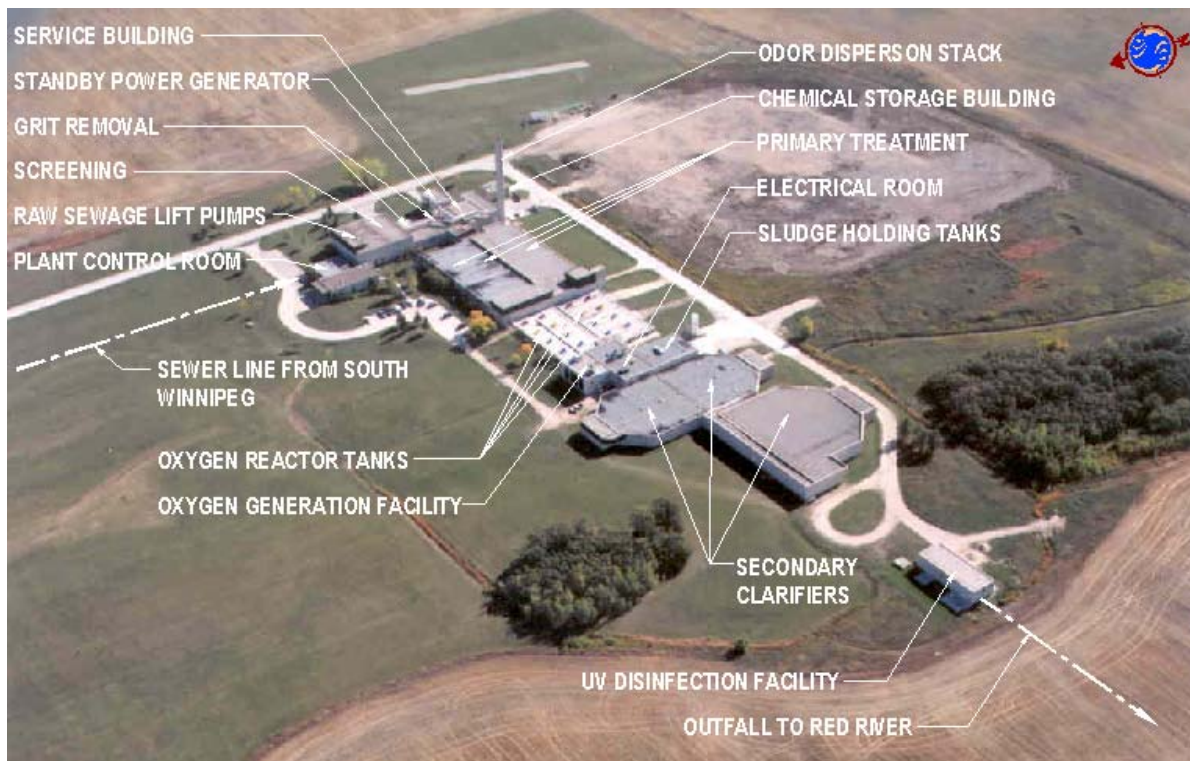 SERVICE BUILDING
STANDBY POWER GENERATOR
GRIT REMOVAL
SCREENING
RAW SEWAGE LIFT PUMPS
PLANT CONTROL ROOM
SEWER LINE FROM SOUTH
WINNIPEG
OXYGEN REACTOR TANKS
OXYGEN GENERATION FACILITY
ODOR DISPERSON STACK
CHEMICAL STORAGE BUILDING
PRIMARY TREATMENT
ELECTRICAL ROOM
SLUDGE HOLDING TANKS
SECONDARY
CLARIFIERS
UV DISINFECTION FACILITY
OUTFALL TO RED RIVER